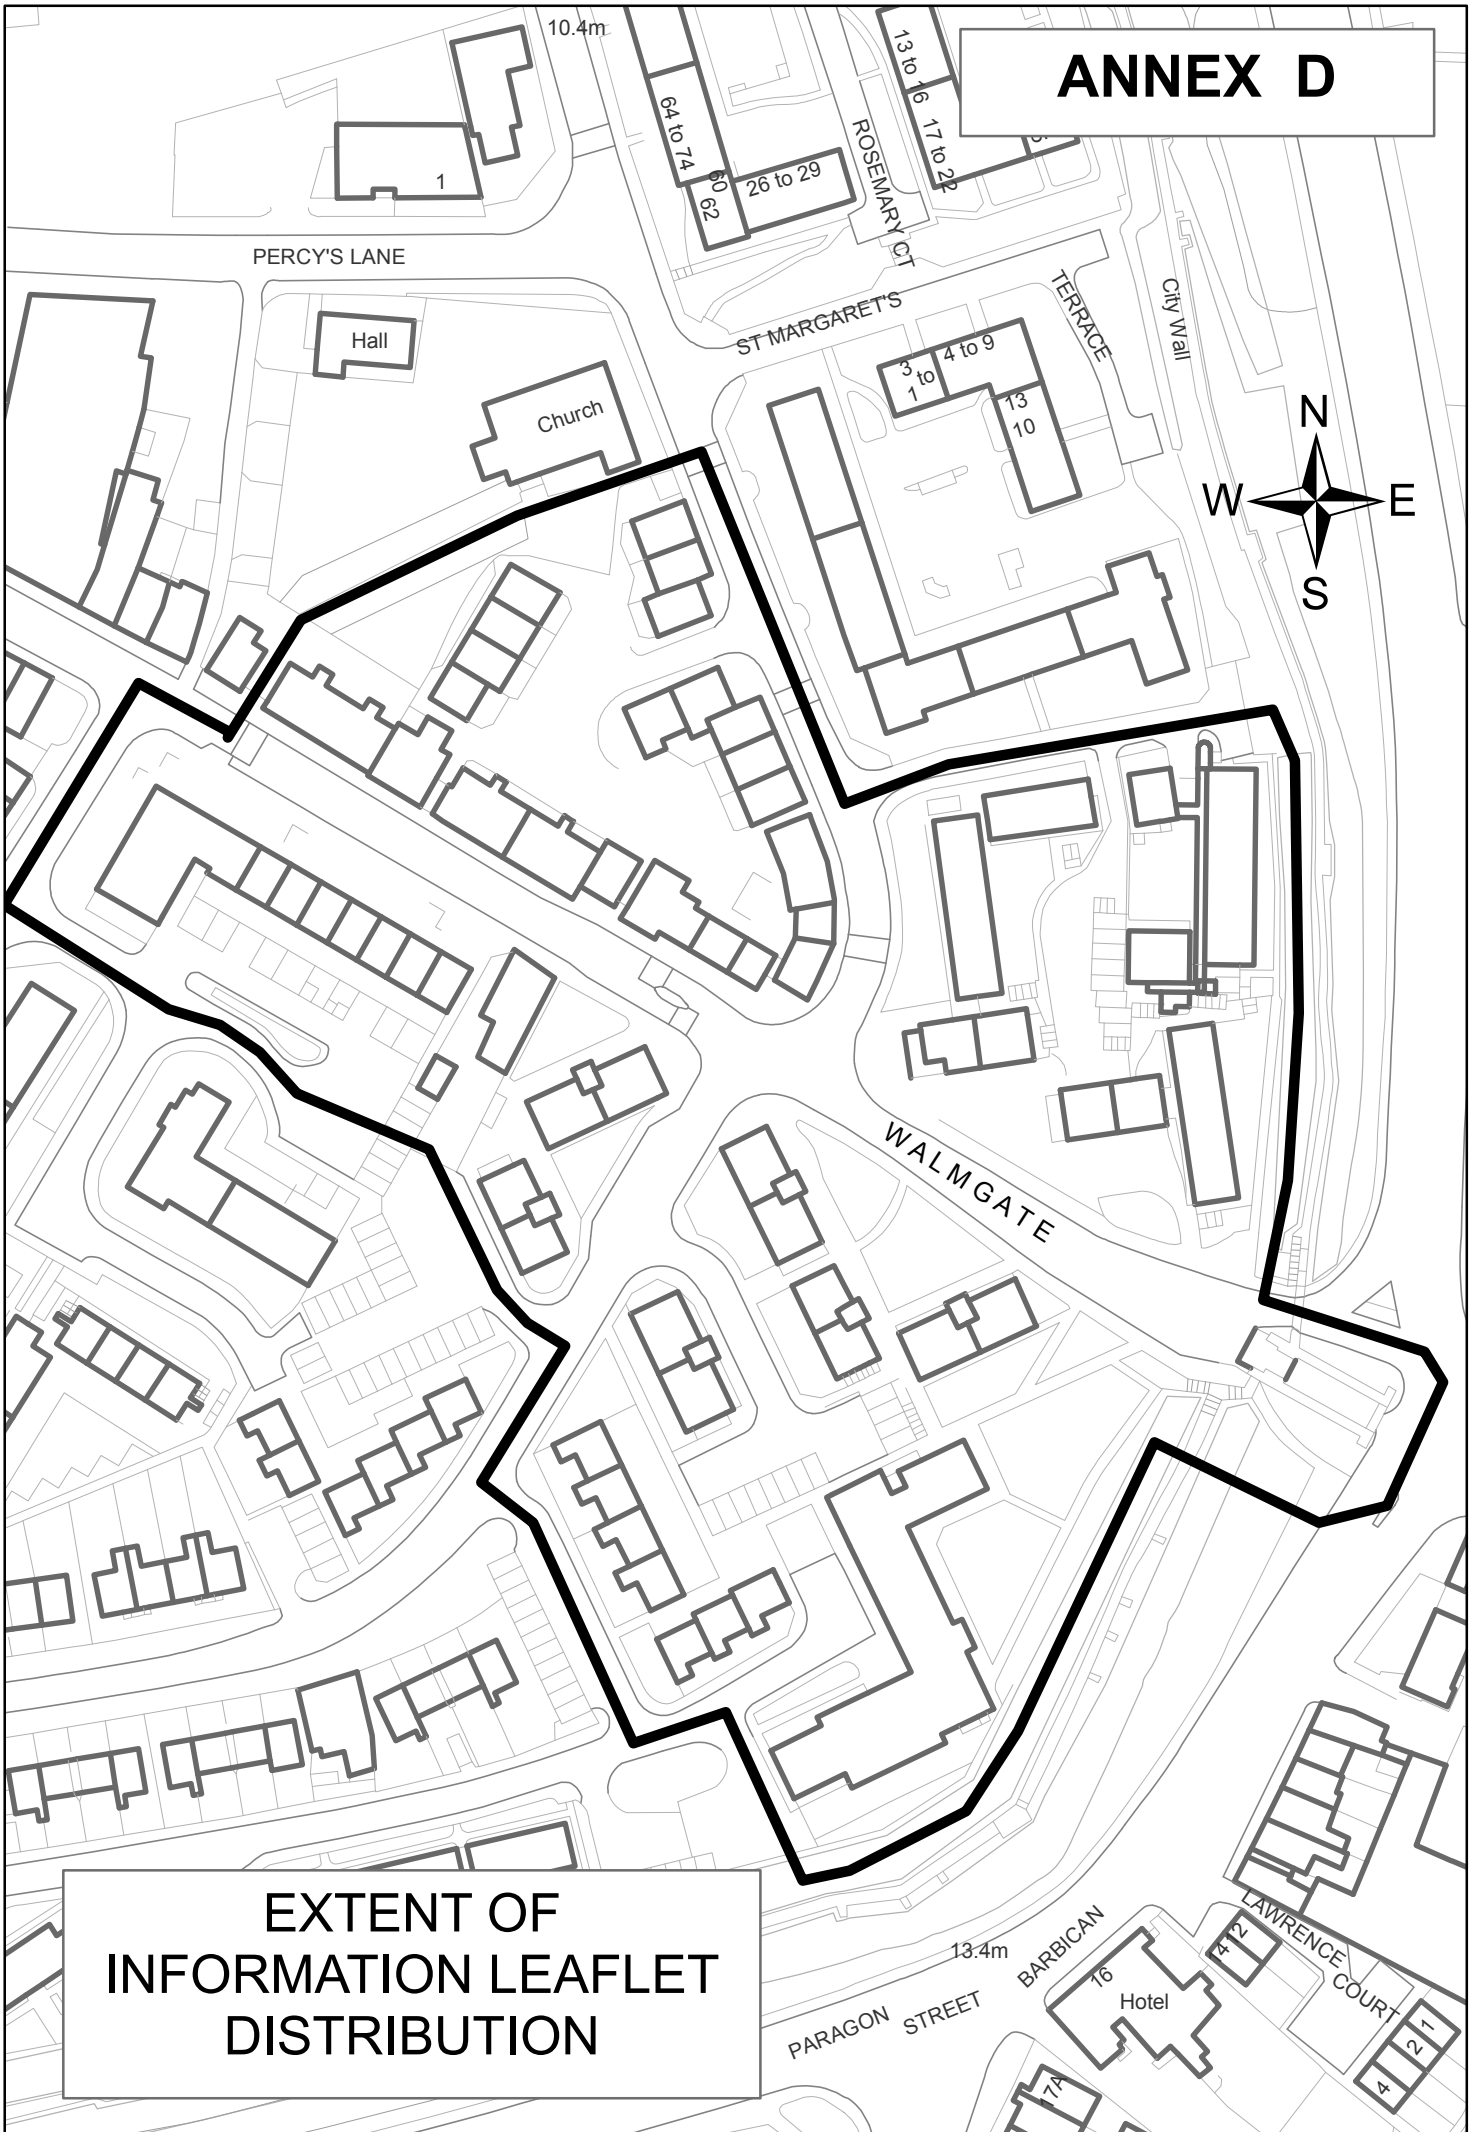 10.4m
ANNEX D
13 to 16
17 to 22
64 to 74
60
62
26 to 29
ROSEMARY CT
1
PERCY'S LANE
Hall
ST MARGARET'S
TERRACE
City Wall
3
to
1
4 to 9
13
10
Church
N
W E
S
WALMGATE
EXTENT OF
INFORMATION LEAFLET
DISTRIBUTION
13.4m
BARBICAN
PARAGON STREET
LAWRENCE
COURT
12
14
16
Hotel
1
2
4
17A